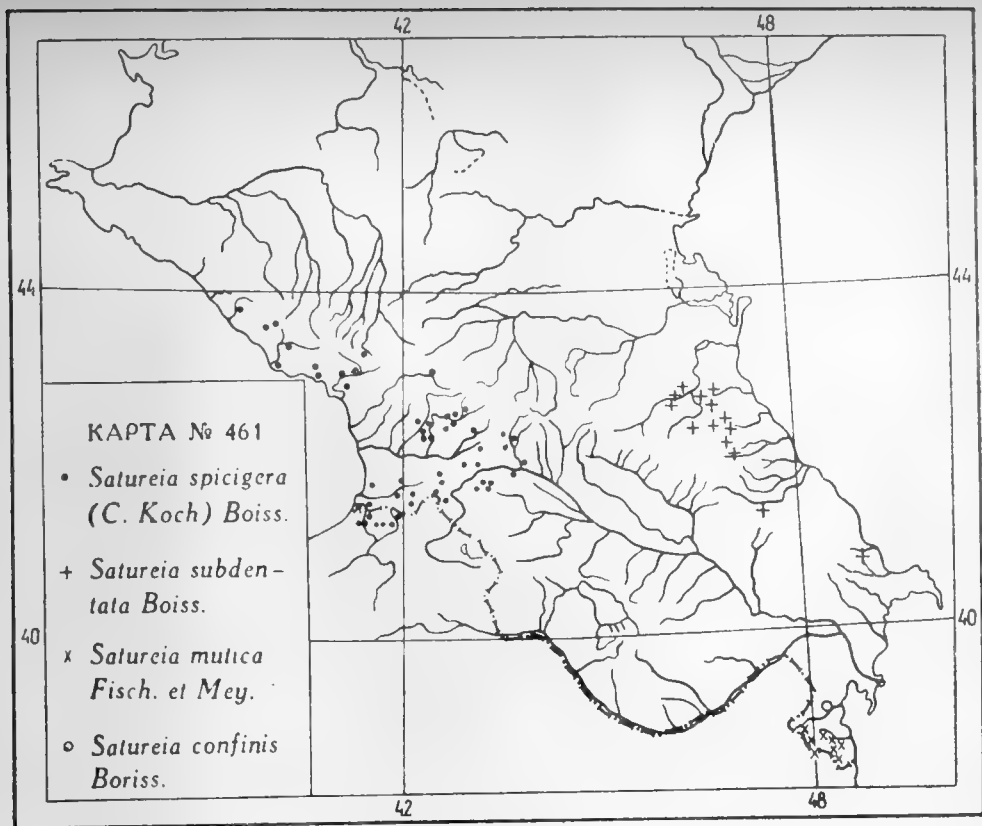 42 48
44 44
КАРТА № 461
• Satureia spicigera
(C. Koch) Boiss.
+ Satureia subden-
tata Boiss.
x Satureia mutica
Fisch. et Mey.
o Satureia confinis
Boriss.
40 40
42 48